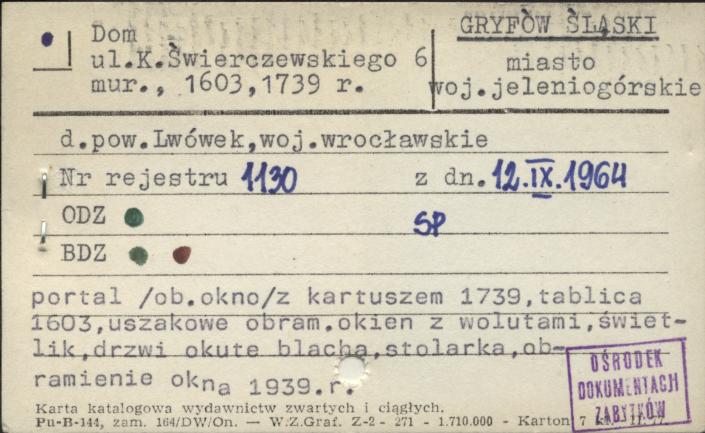 Dom
ul.K.Świerczewskiego 6
mur., 1603,1739 r.
GRYFÓW ŚLĄSKI
miasto
woj.jeleniogórskie
d.pow.Lwówek,woj.wrocławskie
Nr rejestru 1130 z dn. 12.IX.1964
ODZ SP
BDZ
portal /ob.okno/z kartuszem 1739,tablica
1603,uszakowe obram.okien z wolutami,świet-
lik,drzwi okute blachą,stolarka,ob-
ramienie okna 1939.r.
OŚRODEK
DOKUMENTACJI
ZABYTKÓW
Karta katalogowa wydawnictw zwartych i ciągłych.
Pu-B-144, zam. 164/DW/On. — W.Z.Graf. Z-2 - 271 - 1.710.000 - Karton 7